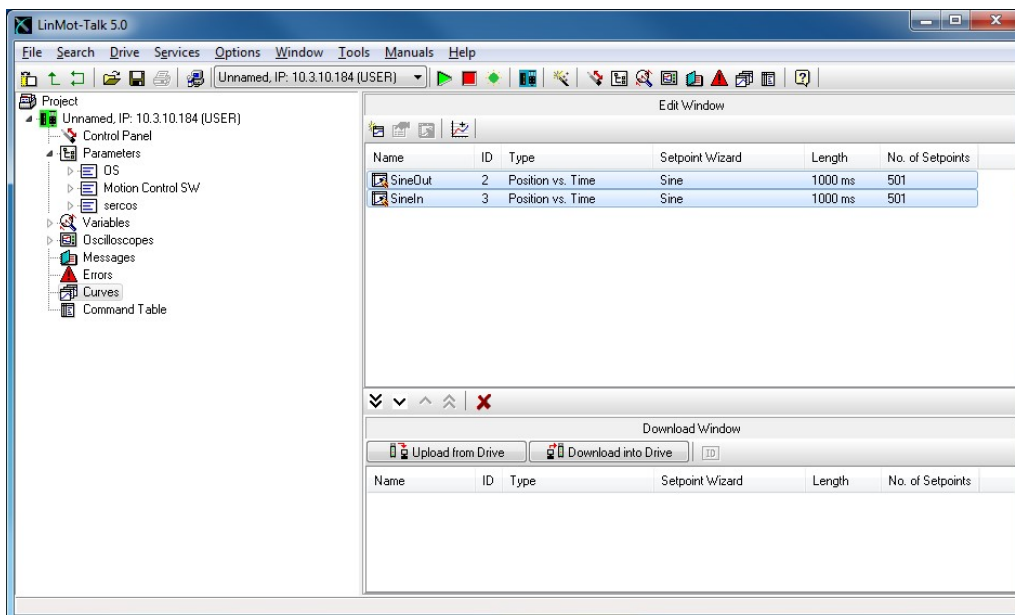 LinMot-Talk 5.0
File Search Drive Services Options Window Tools Manuals Help
Unnamed, IP: 10.3.10.184 (USER)
Project
Unnamed, IP: 10.3.10.184 (USER)
Control Panel
Parameters
OS
Motion Control SW
sercos
Variables
Oscilloscopes
Messages
Errors
Curves
Command Table
Edit Window
Name ID Type Setpoint Wizard Length No. of Setpoints
SineOut 2 Position vs. Time Sine 1000 ms 501
SineIn 3 Position vs. Time Sine 1000 ms 501
Download Window
Upload from Drive Download into Drive ID
Name ID Type Setpoint Wizard Length No. of Setpoints